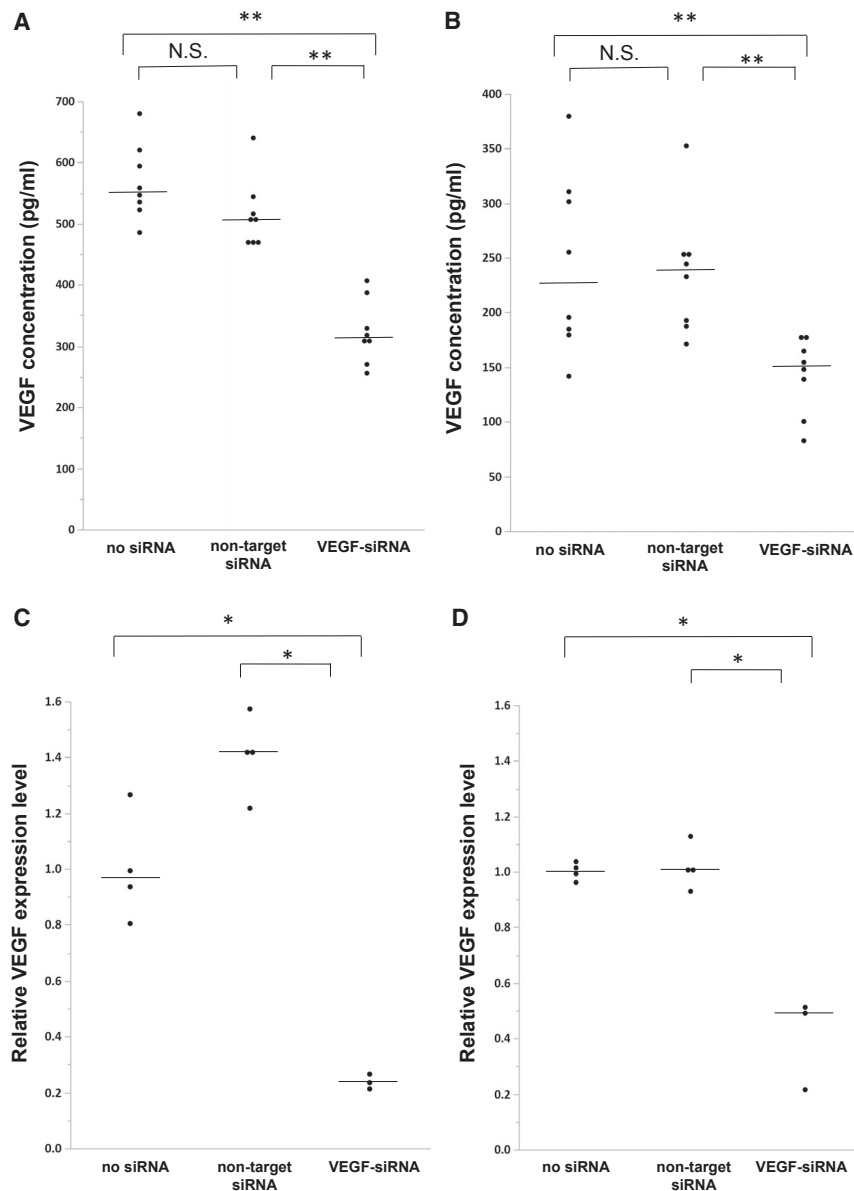 A
**
N.S.
**
VEGF concentration (pg/ml)
700
600
500
400
300
200
100
0
no siRNA
non-target
siRNA
VEGF-siRNA
B
**
N.S.
**
VEGF concentration (pg/ml)
400
350
300
250
200
150
100
50
0
no siRNA
non-target
siRNA
VEGF-siRNA
C
*
*
Relative VEGF expression level
1.6
1.4
1.2
1.0
0.8
0.6
0.4
0.2
0.0
no siRNA
non-target
siRNA
VEGF-siRNA
D
*
*
Relative VEGF expression level
1.6
1.4
1.2
1.0
0.8
0.6
0.4
0.2
0.0
no siRNA
non-target
siRNA
VEGF-siRNA